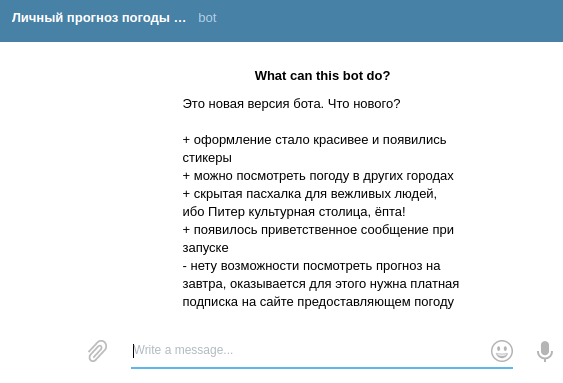 Личный прогноз погоды ... bot
What can this bot do?
Это новая версия бота. Что нового?
+ оформление стало красивее и появились
стикеры
+ можно посмотреть погоду в других городах
+ скрытая пасхалка для вежливых людей,
ибо Питер культурная столица, ёпта!
+ появилось приветственное сообщение при
запуске
- нету возможности посмотреть прогноз на
завтра, оказывается для этого нужна платная
подписка на сайте предоставляющем погоду
Write a message...